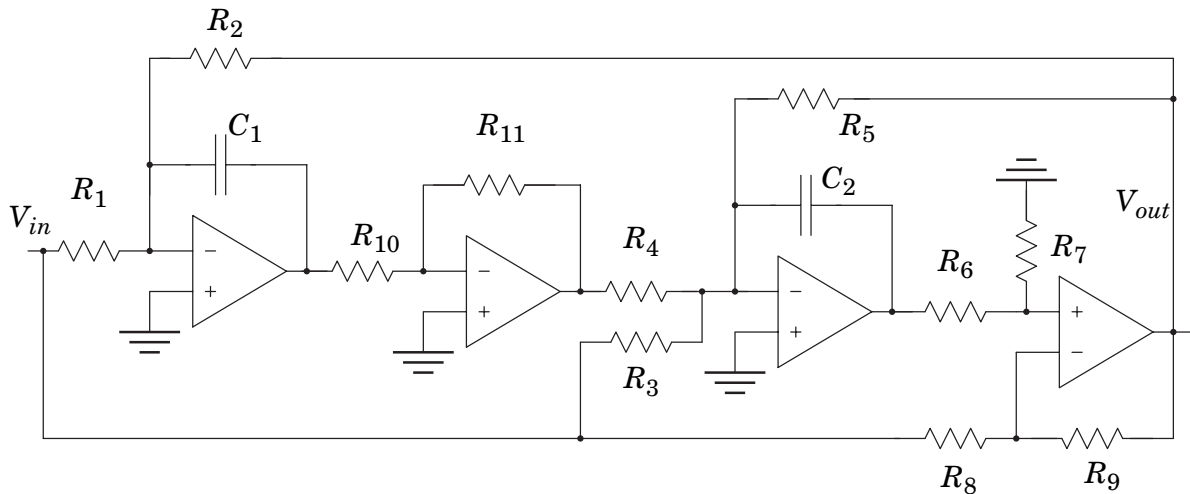 R2
C1
R11
R5
R1
Vin
C2
R10
R4
R6
R7
Vout
−
+
−
+
R3
−
+
+
−
R8
R9